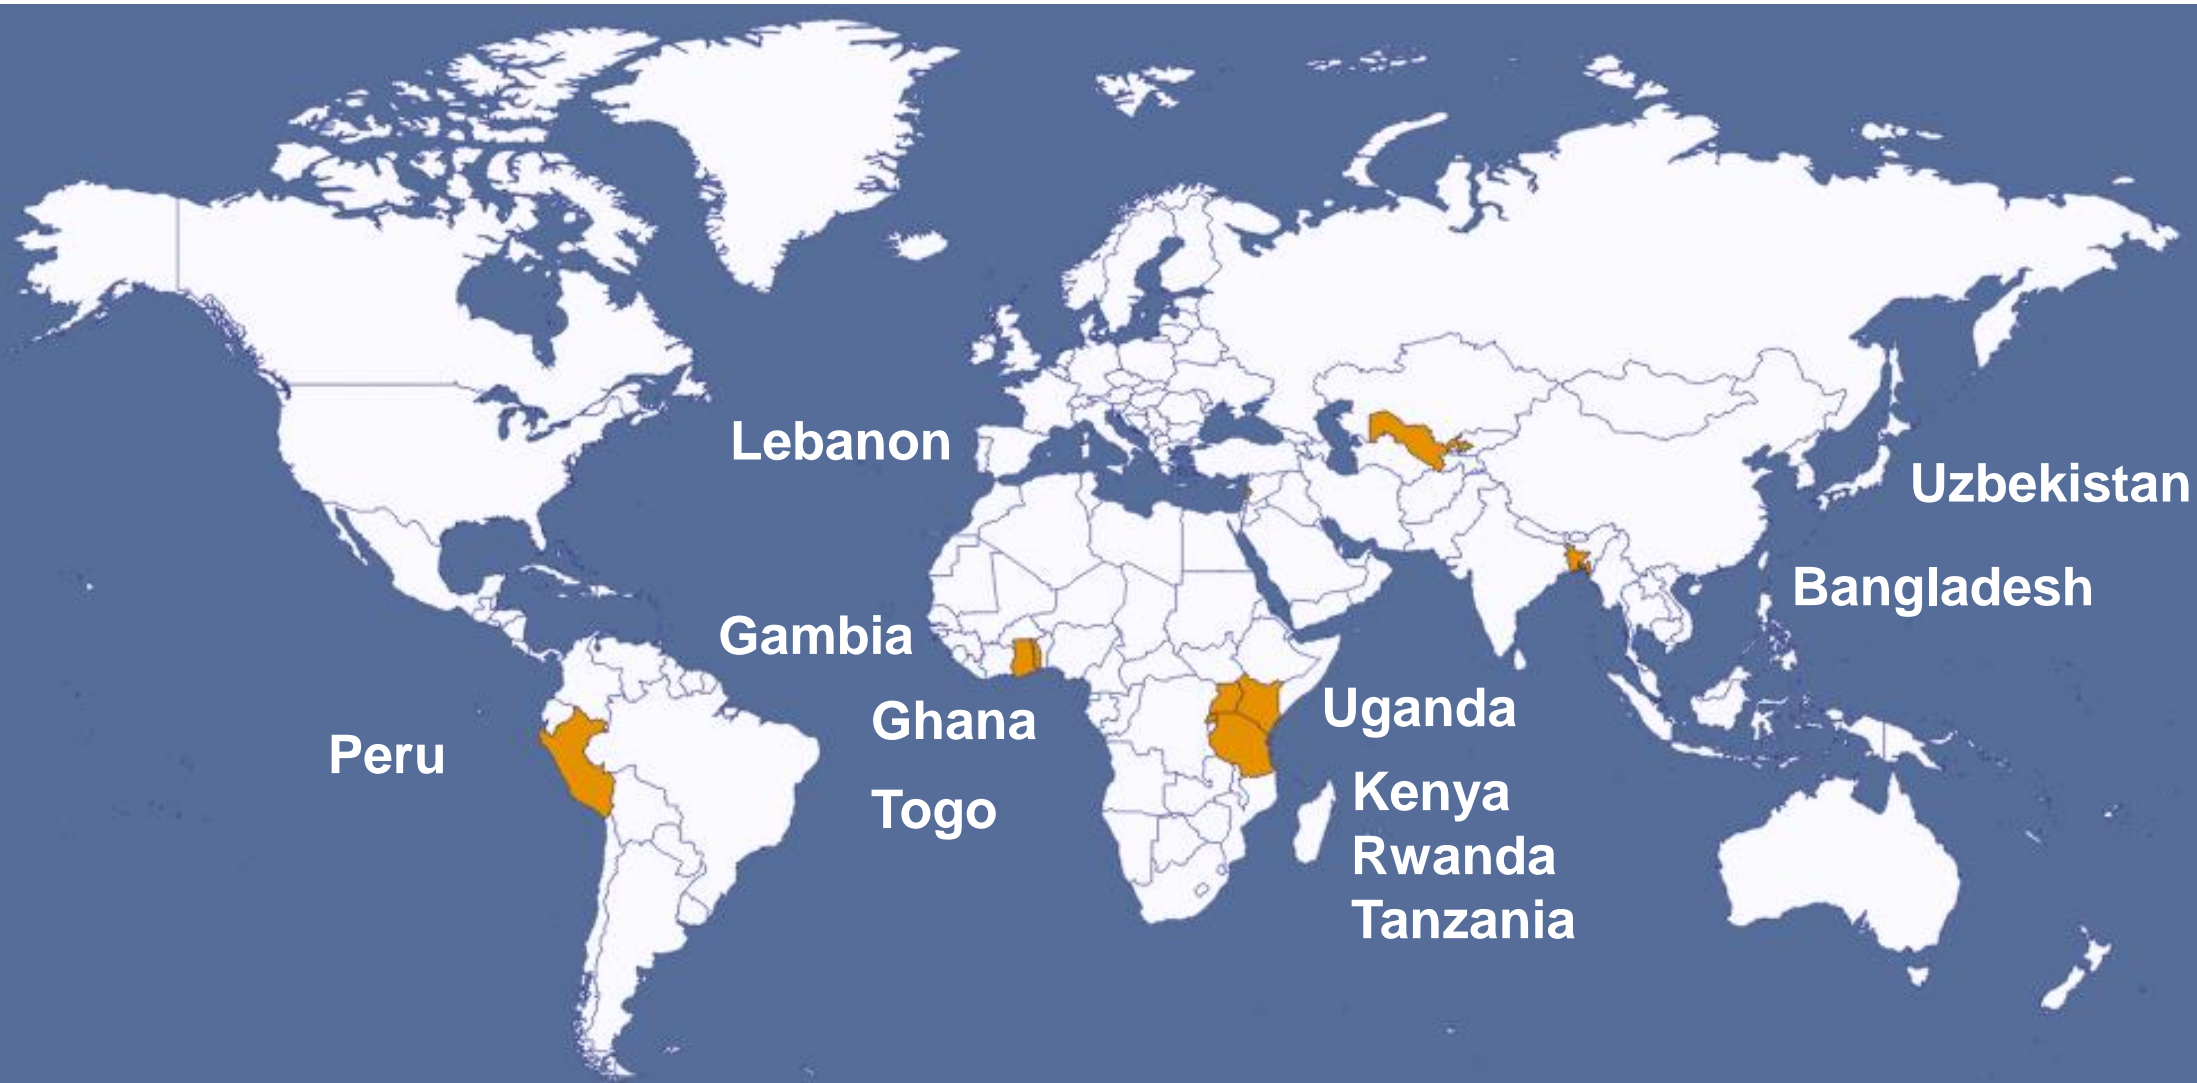 Lebanon
Uzbekistan
Bangladesh
Gambia
Ghana
Uganda
Peru
Togo
Kenya
Rwanda
Tanzania